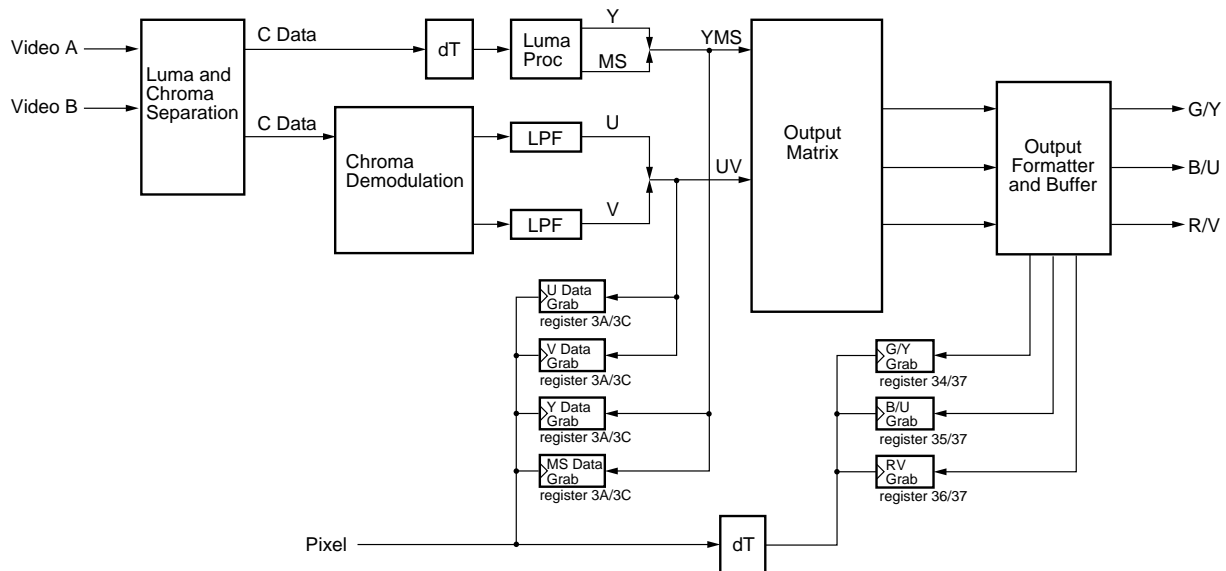 Video A
Video B
Luma and
Chroma
Separation
C Data
C Data
dT
Luma
Proc
Y
MS
YMS
Chroma
Demodulation
LPF
LPF
U
V
UV
Output
Matrix
Output
Formatter
and Buffer
G/Y
B/U
R/V
U Data
Grab
register 3A/3C
V Data
Grab
register 3A/3C
Y Data
Grab
register 3A/3C
MS Data
Grab
register 3A/3C
G/Y
Grab
register 34/37
B/U
Grab
register 35/37
RV
Grab
register 36/37
Pixel
dT